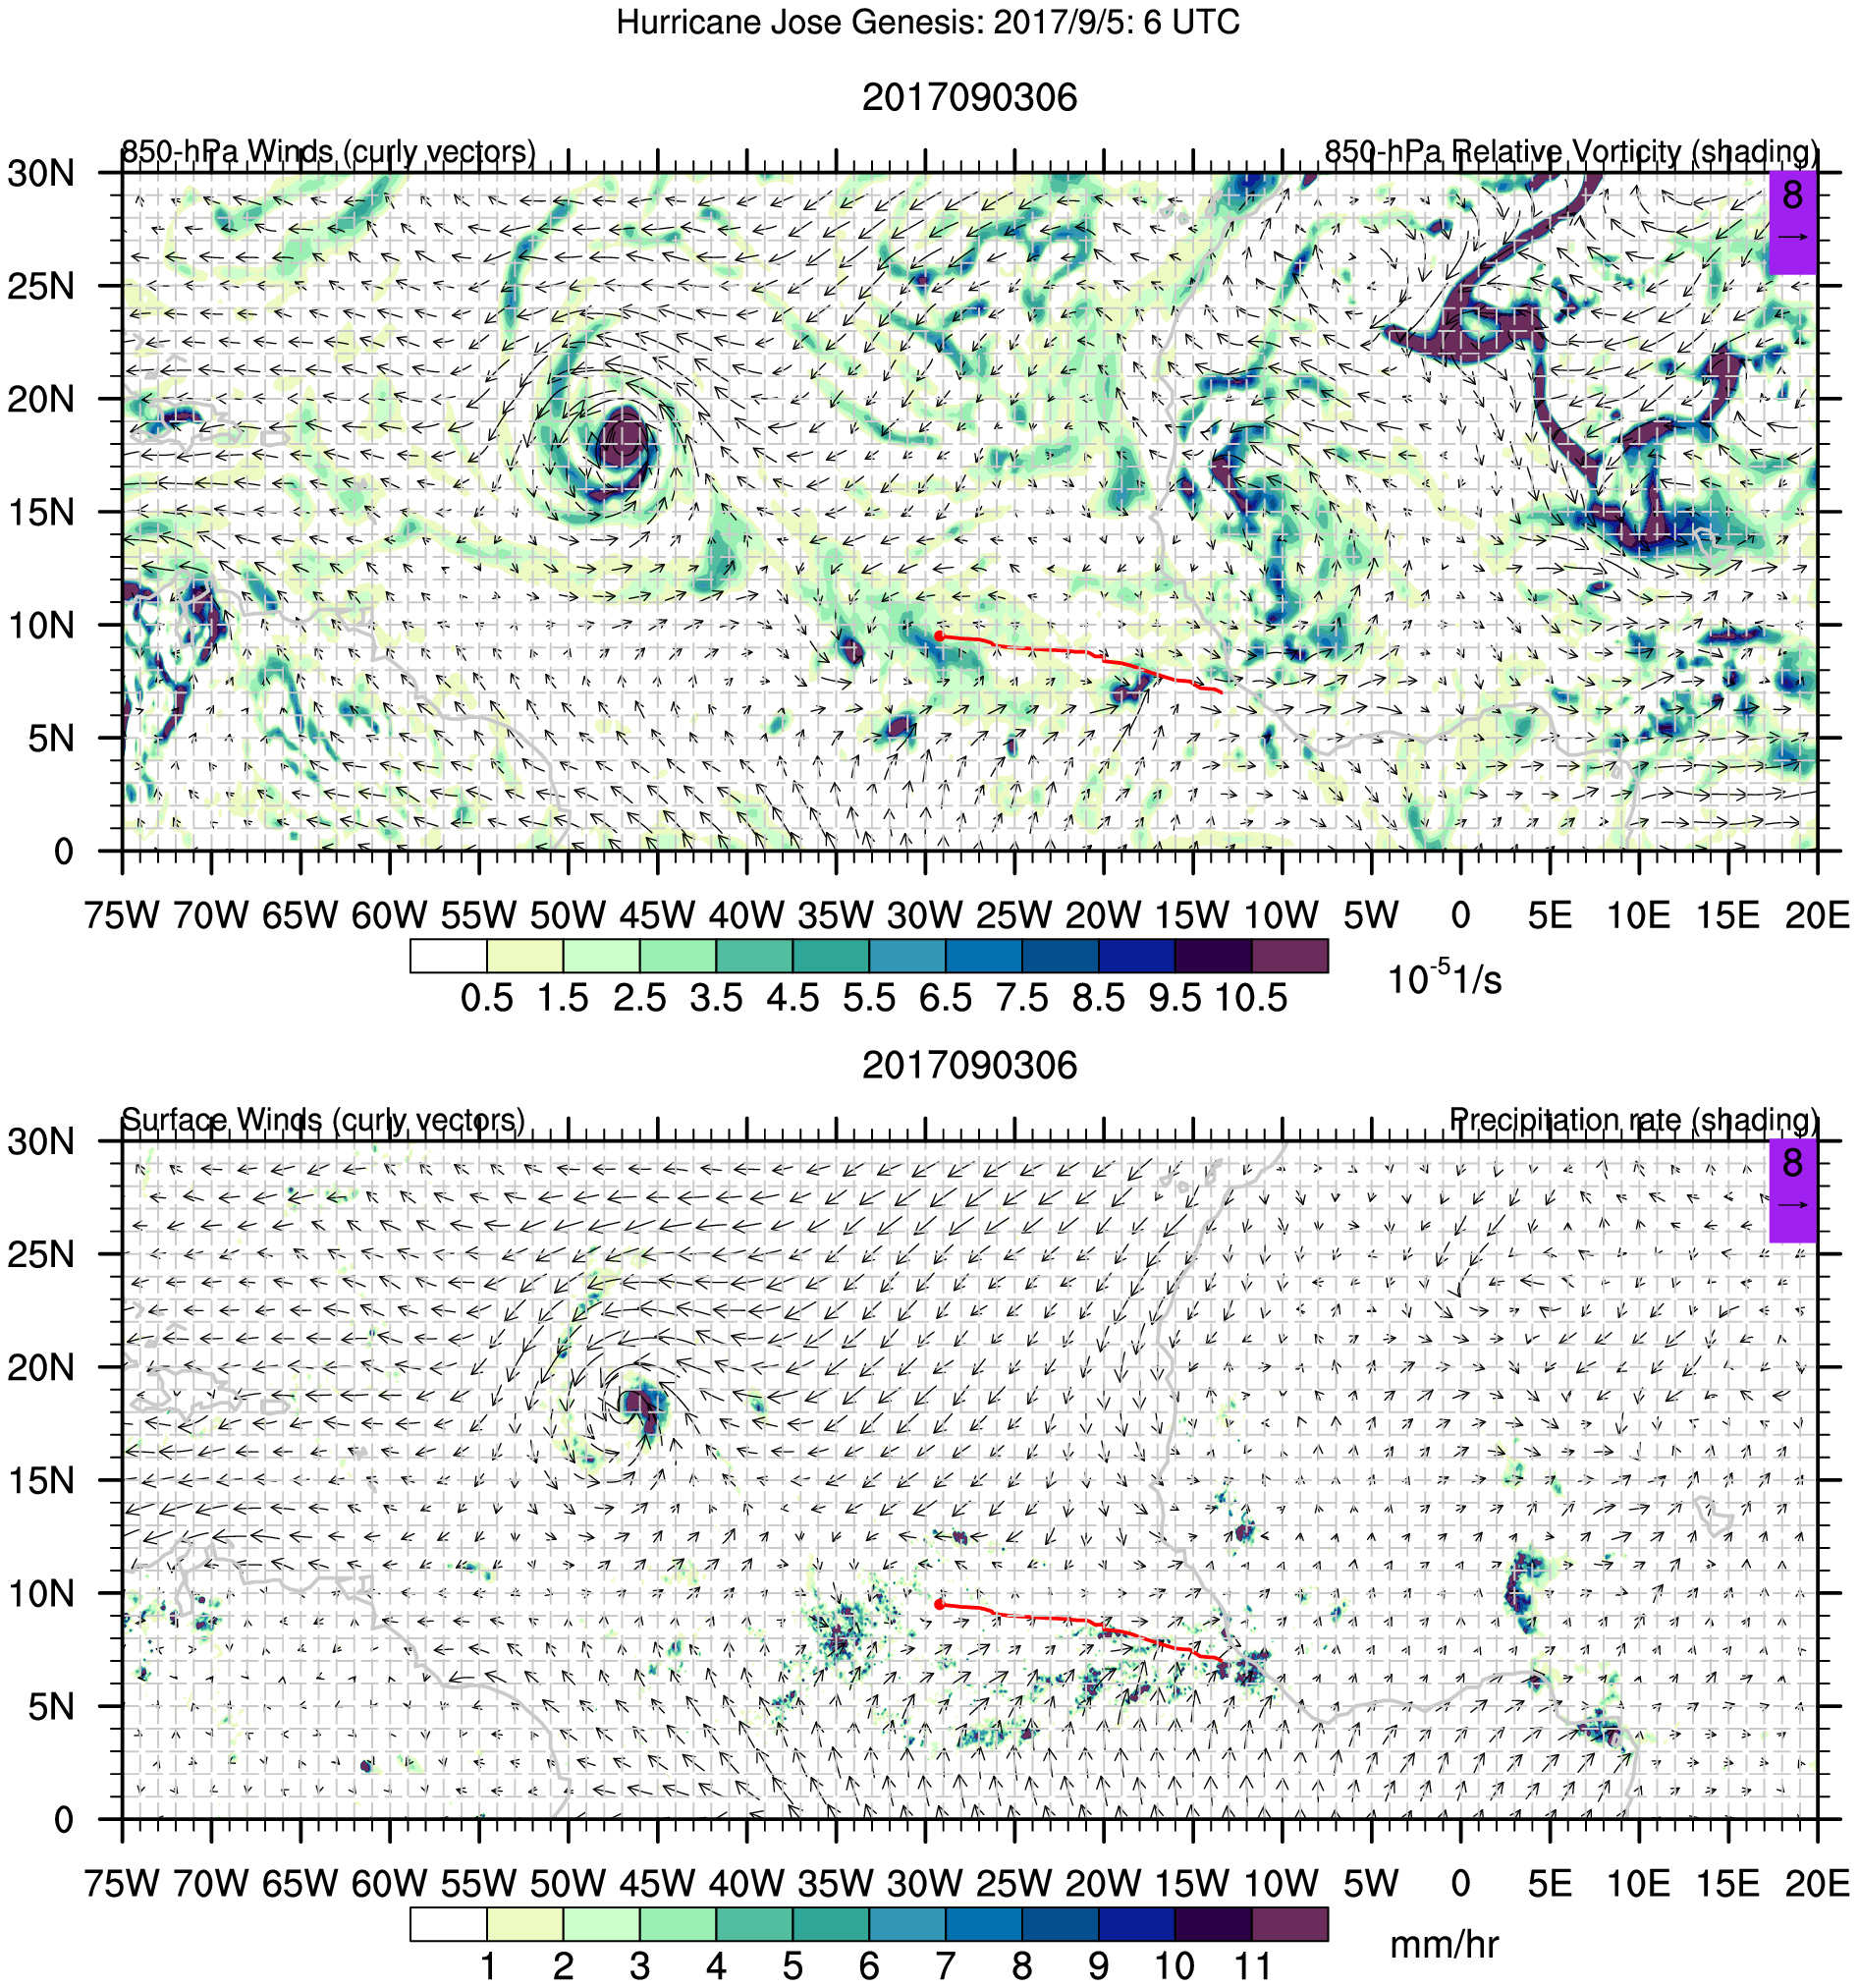 Hurricane Jose Genesis: 2017/9/5: 6 UTC
2017090306
850-hPa Winds (curly vectors) 850-hPa Relative Vorticity (shading)
30N
8
25N
20N
15N
10N
5N
0
75W 70W 65W 60W 55W 50W 45W 40W 35W 30W 25W 20W 15W 10W 5W 0 5E 10E 15E 20E
0.5 1.5 2.5 3.5 4.5 5.5 6.5 7.5 8.5 9.5 10.5
10⁻⁵1/s
2017090306
Surface Winds (curly vectors) Precipitation rate (shading)
30N
8
25N
20N
15N
10N
5N
0
75W 70W 65W 60W 55W 50W 45W 40W 35W 30W 25W 20W 15W 10W 5W 0 5E 10E 15E 20E
1 2 3 4 5 6 7 8 9 10 11
mm/hr